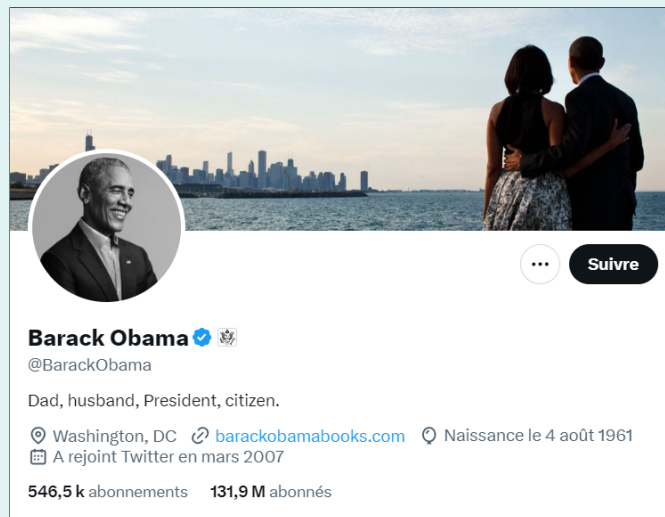 Suivre
Barack Obama
@BarackObama
Dad, husband, President, citizen.
Washington, DC barackobamabooks.com Naissance le 4 août 1961
A rejoint Twitter en mars 2007
546,5 k abonnements 131,9 M abonnés